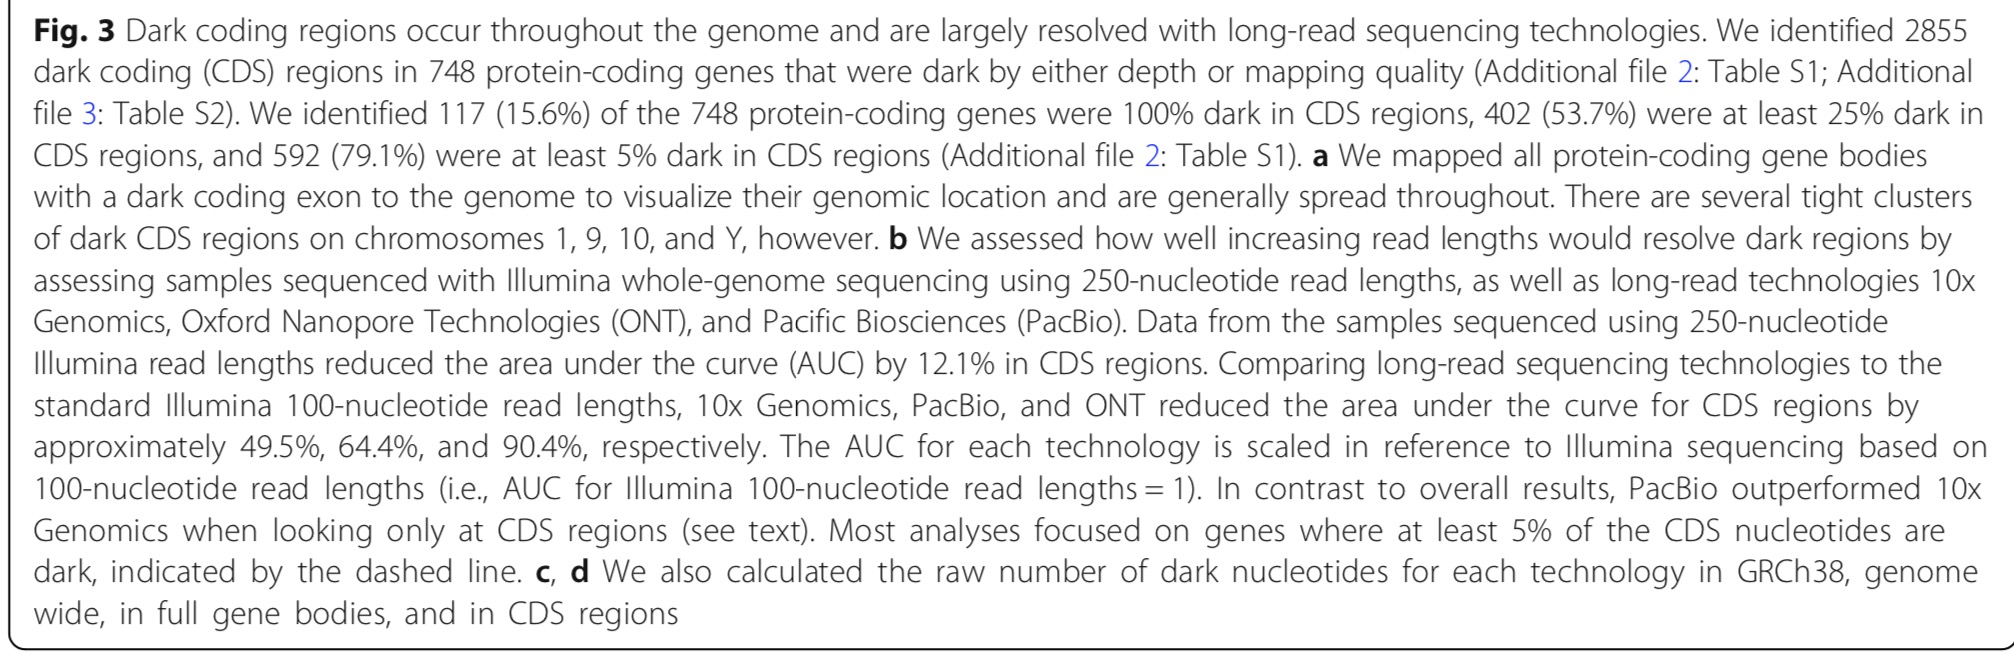 Fig. 3 Dark coding regions occur throughout the genome and are largely resolved with long-read sequencing technologies. We identified 2855
dark coding (CDS) regions in 748 protein-coding genes that were dark by either depth or mapping quality (Additional file 2: Table S1; Additional
file 3: Table S2). We identified 117 (15.6%) of the 748 protein-coding genes were 100% dark in CDS regions, 402 (53.7%) were at least 25% dark in
CDS regions, and 592 (79.1%) were at least 5% dark in CDS regions (Additional file 2: Table S1). a We mapped all protein-coding gene bodies
with a dark coding exon to the genome to visualize their genomic location and are generally spread throughout. There are several tight clusters
of dark CDS regions on chromosomes 1, 9, 10, and Y, however. b We assessed how well increasing read lengths would resolve dark regions by
assessing samples sequenced with Illumina whole-genome sequencing using 250-nucleotide read lengths, as well as long-read technologies 10x
Genomics, Oxford Nanopore Technologies (ONT), and Pacific Biosciences (PacBio). Data from the samples sequenced using 250-nucleotide
Illumina read lengths reduced the area under the curve (AUC) by 12.1% in CDS regions. Comparing long-read sequencing technologies to the
standard Illumina 100-nucleotide read lengths, 10x Genomics, PacBio, and ONT reduced the area under the curve for CDS regions by
approximately 49.5%, 64.4%, and 90.4%, respectively. The AUC for each technology is scaled in reference to Illumina sequencing based on
100-nucleotide read lengths (i.e., AUC for Illumina 100-nucleotide read lengths = 1). In contrast to overall results, PacBio outperformed 10x
Genomics when looking only at CDS regions (see text). Most analyses focused on genes where at least 5% of the CDS nucleotides are
dark, indicated by the dashed line. c, d We also calculated the raw number of dark nucleotides for each technology in GRCh38, genome
wide, in full gene bodies, and in CDS regions